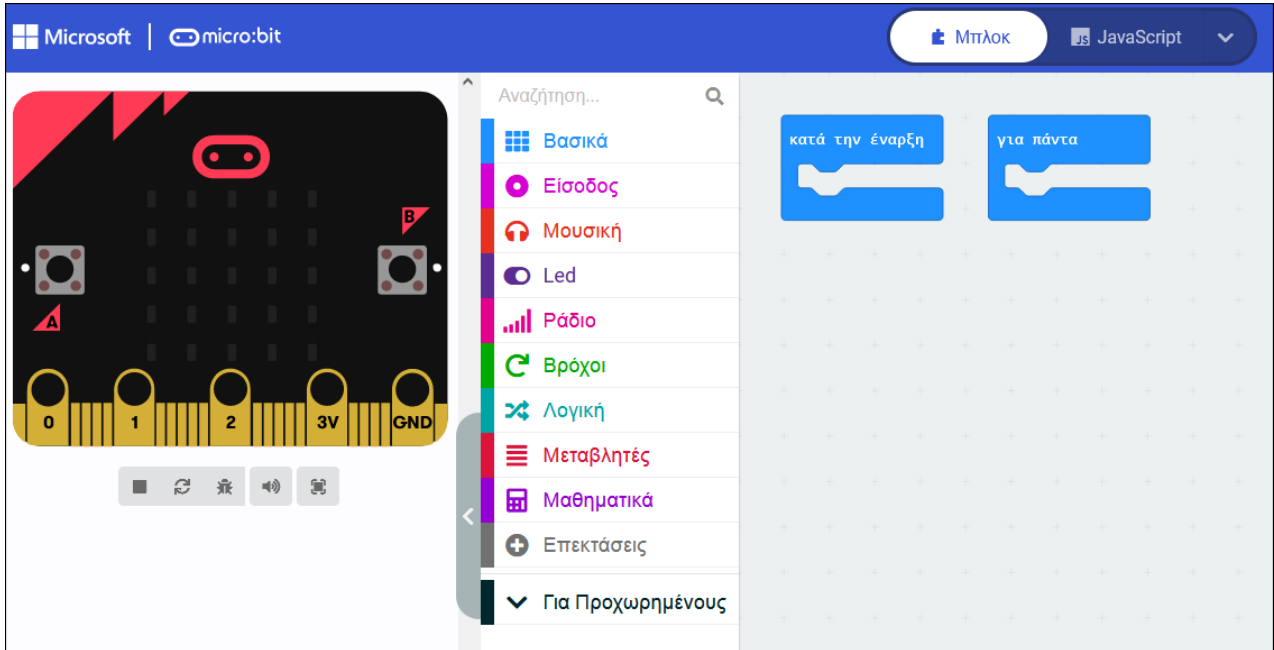 Microsoft | micro:bit
Μπλοκ
JS JavaScript
Αναζήτηση...
Βασικά
Είσοδος
Μουσική
Led
Ράδιο
Βρόχοι
Λογική
Μεταβλητές
Μαθηματικά
Επεκτάσεις
Για Προχωρημένους
κατά την έναρξη
για πάντα
B
A
0 1 2 3V GND